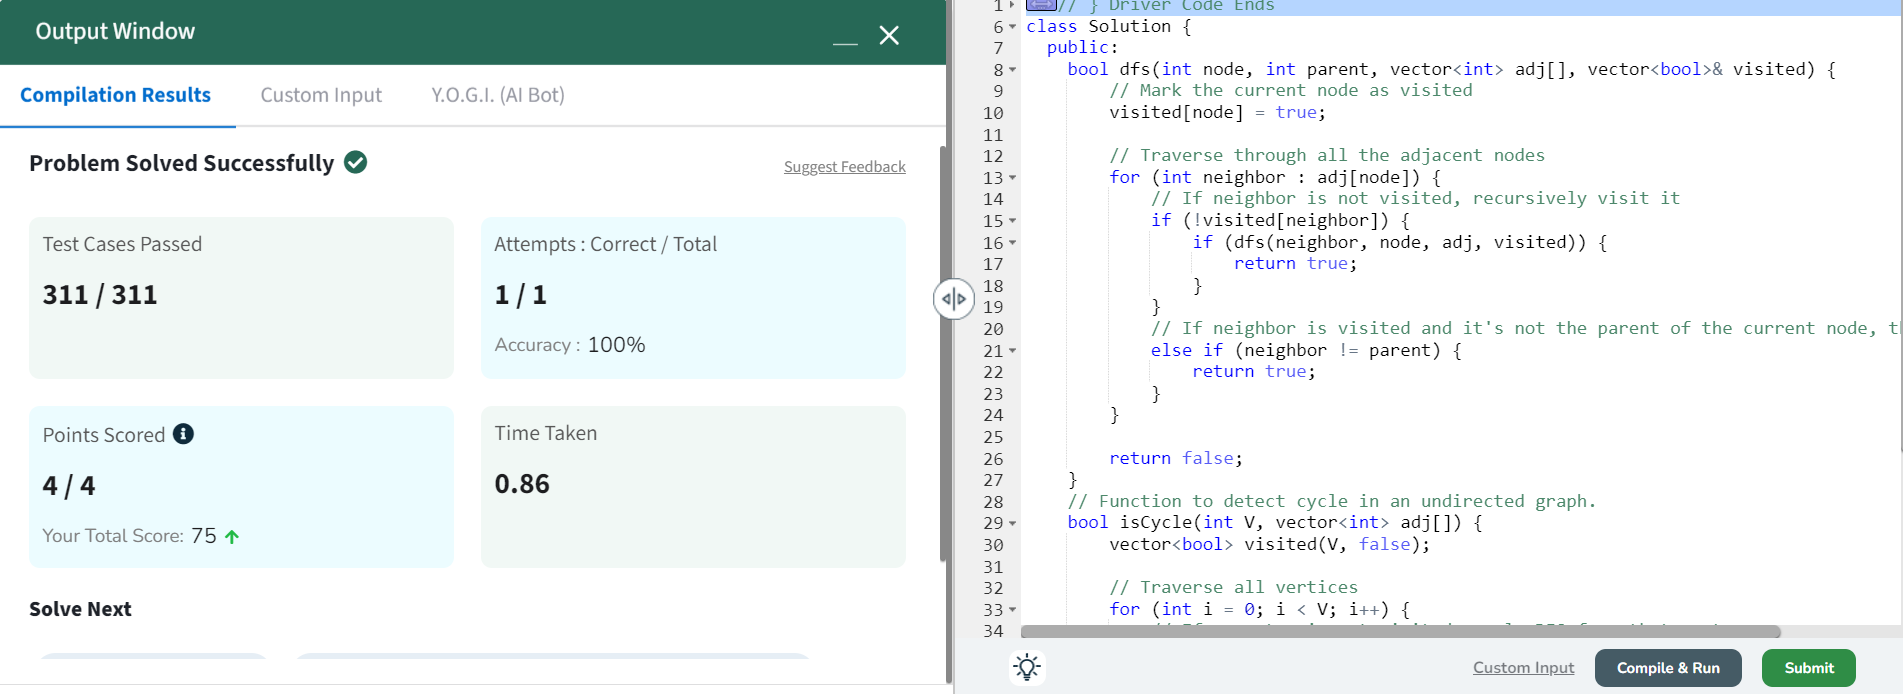 Output Window
Compilation Results Custom Input Y.O.G.I. (AI Bot)
Problem Solved Successfully
Suggest Feedback
Test Cases Passed
311 / 311
Attempts : Correct / Total
1 / 1
Accuracy : 100%
Points Scored
4 / 4
Your Total Score: 75
Time Taken
0.86
Solve Next
1 // } Driver Code Ends
6 class Solution {
7   public:
8     bool dfs(int node, int parent, vector<int> adj[], vector<bool>& visited) {
9         // Mark the current node as visited
10         visited[node] = true;
11
12         // Traverse through all the adjacent nodes
13         for (int neighbor : adj[node]) {
14             // If neighbor is not visited, recursively visit it
15             if (!visited[neighbor]) {
16                 if (dfs(neighbor, node, adj, visited)) {
17                     return true;
18                 }
19             }
20             // If neighbor is visited and it's not the parent of the current node,
21             else if (neighbor != parent) {
22                 return true;
23             }
24         }
25
26         return false;
27     }
28     // Function to detect cycle in an undirected graph.
29     bool isCycle(int V, vector<int> adj[]) {
30         vector<bool> visited(V, false);
31
32         // Traverse all vertices
33         for (int i = 0; i < V; i++) {
34
Custom Input Compile & Run Submit